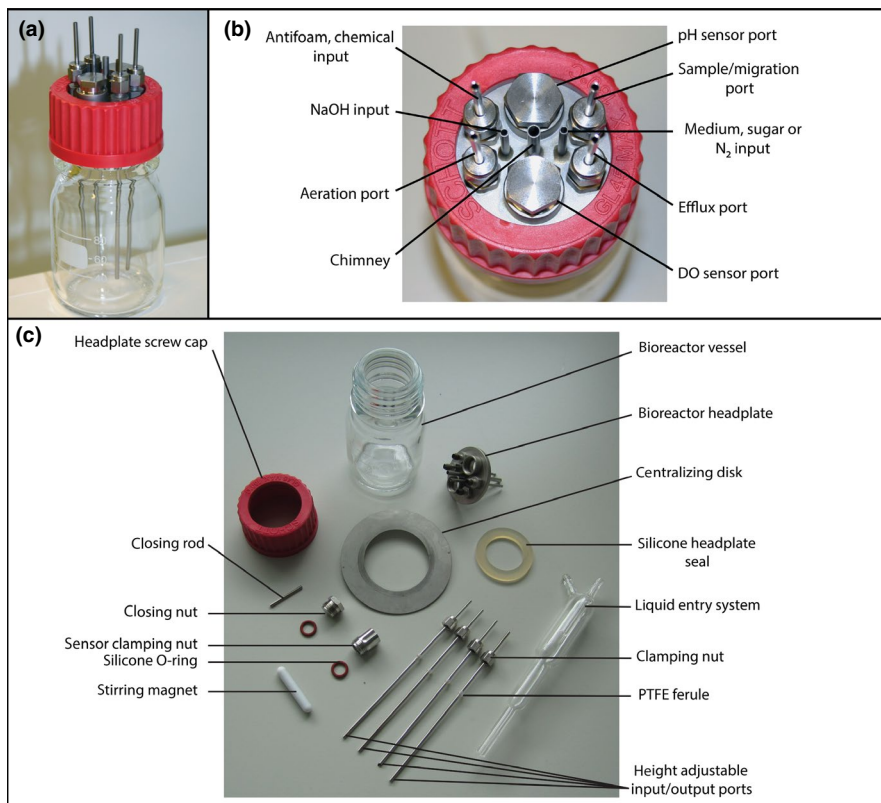 (a)
(b)
Antifoam, chemical
input
NaOH input
Aeration port
Chimney
pH sensor port
Sample/migration
port
Medium, sugar or
N₂ input
Efflux port
DO sensor port
SCHOTT
80
(c)
Headplate screw cap
Closing rod
Closing nut
Sensor clamping nut
Silicone O-ring
Stirring magnet
Bioreactor vessel
Bioreactor headplate
Centralizing disk
Silicone headplate
seal
Liquid entry system
Clamping nut
PTFE ferule
Height adjustable
input/output ports